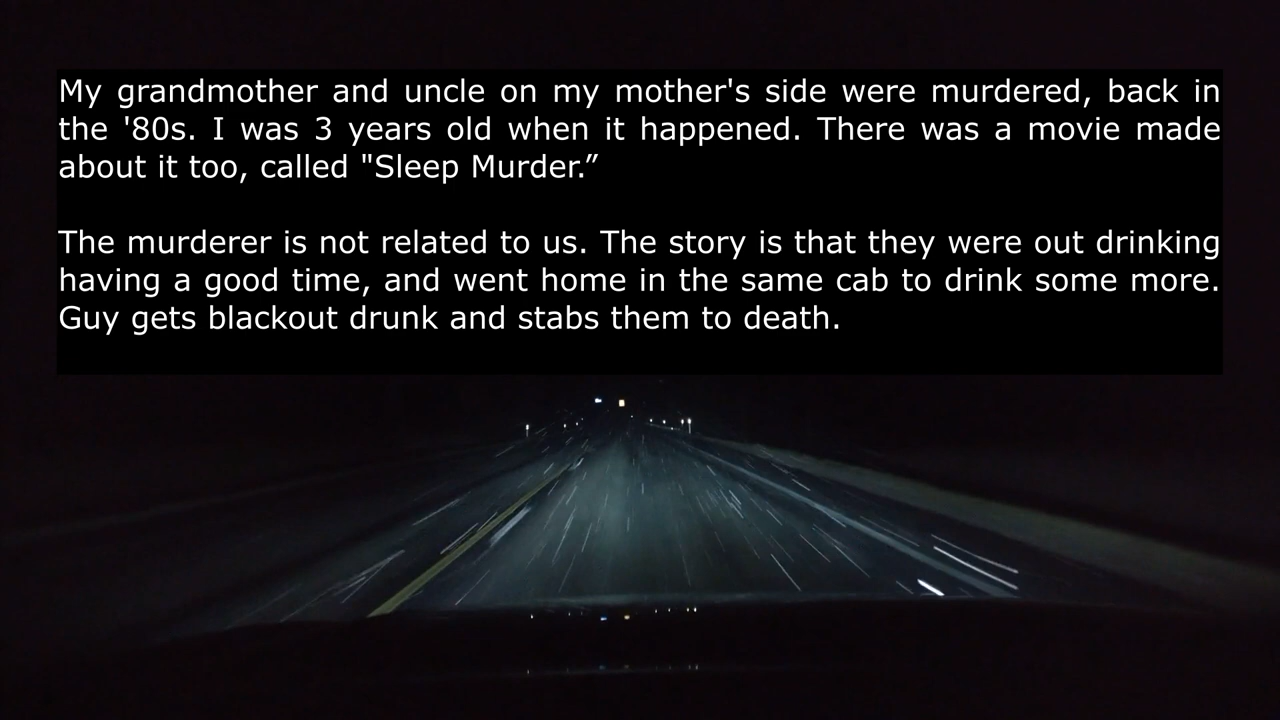 My grandmother and uncle on my mother's side were murdered, back in
the '80s. I was 3 years old when it happened. There was a movie made
about it too, called "Sleep Murder.”
The murderer is not related to us. The story is that they were out drinking
having a good time, and went home in the same cab to drink some more.
Guy gets blackout drunk and stabs them to death.